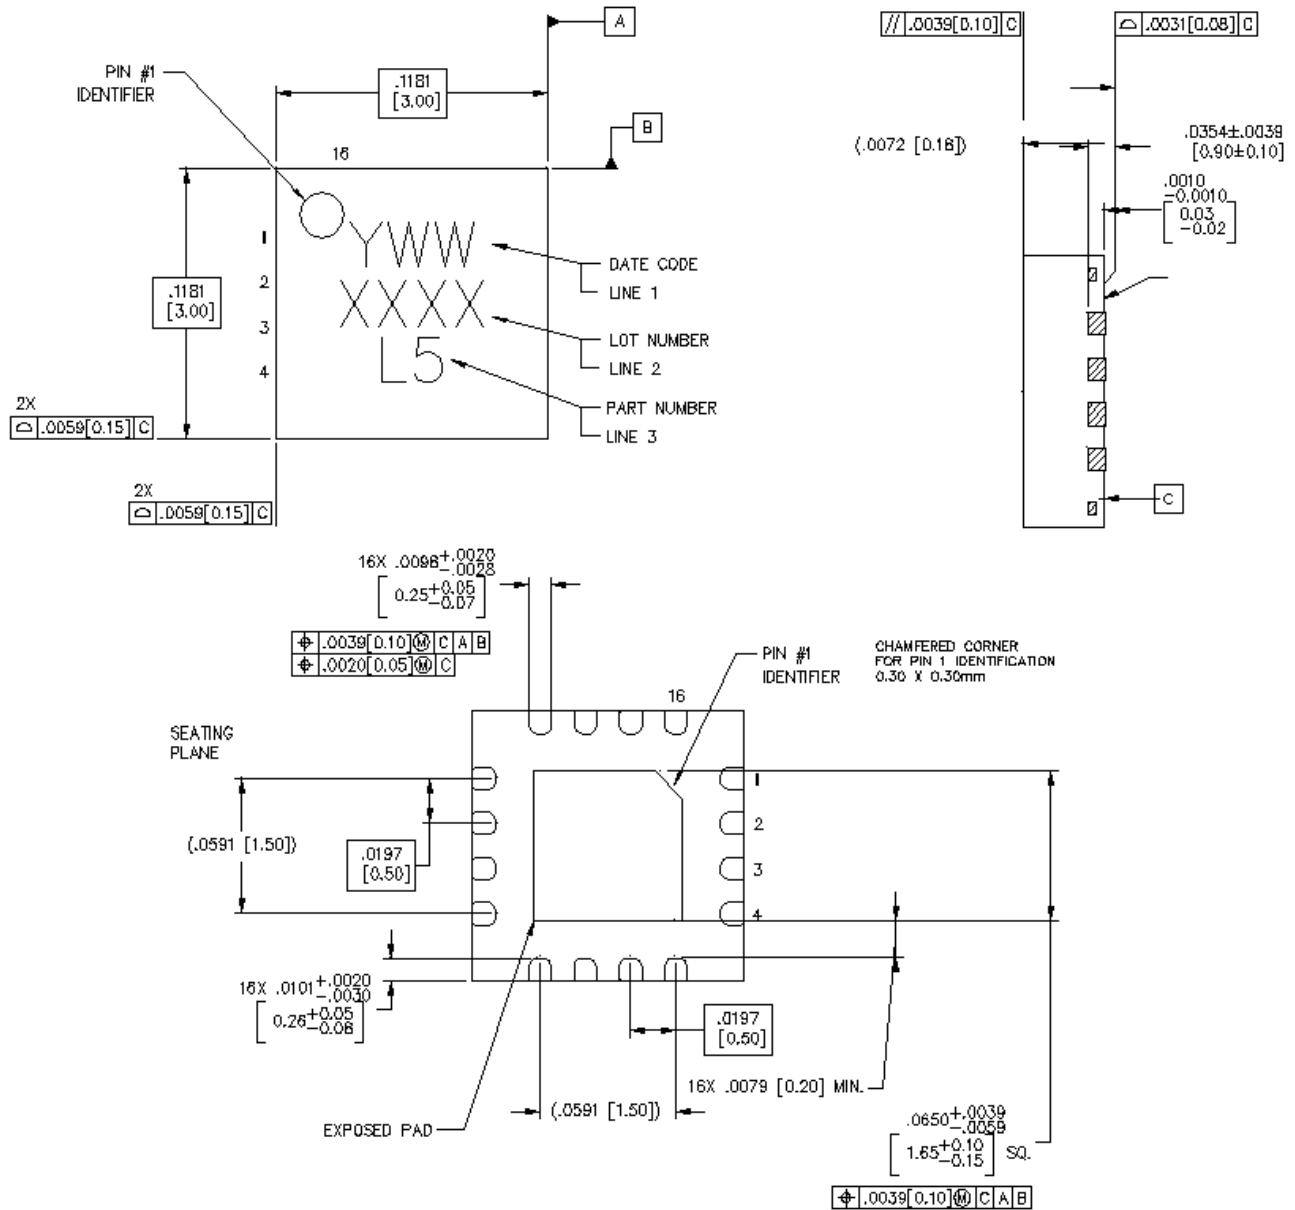 A
// .0039[0.10] C
⌓ .0031[0.08] C
PIN #1
IDENTIFIER
.1181
[3.00]
B
16
(.0072 [0.18])
.0354±.0039
[0.90±0.10]
.0010
-0.0010
0.03
-0.02
YWW
1
DATE CODE
LINE 1
2
XXXX
.1181
[3.00]
3
LOT NUMBER
LINE 2
L5
4
PART NUMBER
LINE 3
2X
⌓ .0059[0.15] C
2X
⌓ .0059[0.15] C
C
16X .0098+.0020
-.0028
[0.25+0.05
-0.07]
⌖ .0039[0.10]Ⓜ C A B
⌖ .0020[0.05]Ⓜ C
PIN #1
IDENTIFIER
CHAMFERED CORNER
FOR PIN 1 IDENTIFICATION
0.30 X 0.30mm
16
SEATING
PLANE
1
2
(.0591 [1.50])
.0197
[0.50]
3
4
16X .0101+.0020
-.0030
[0.26+0.05
-0.08]
.0197
[0.50]
16X .0079 [0.20] MIN.
(.0591 [1.50])
EXPOSED PAD
.0650+.0039
-.0059
[1.65+0.10
-0.15] SQ.
⌖ .0039[0.10]Ⓜ C A B